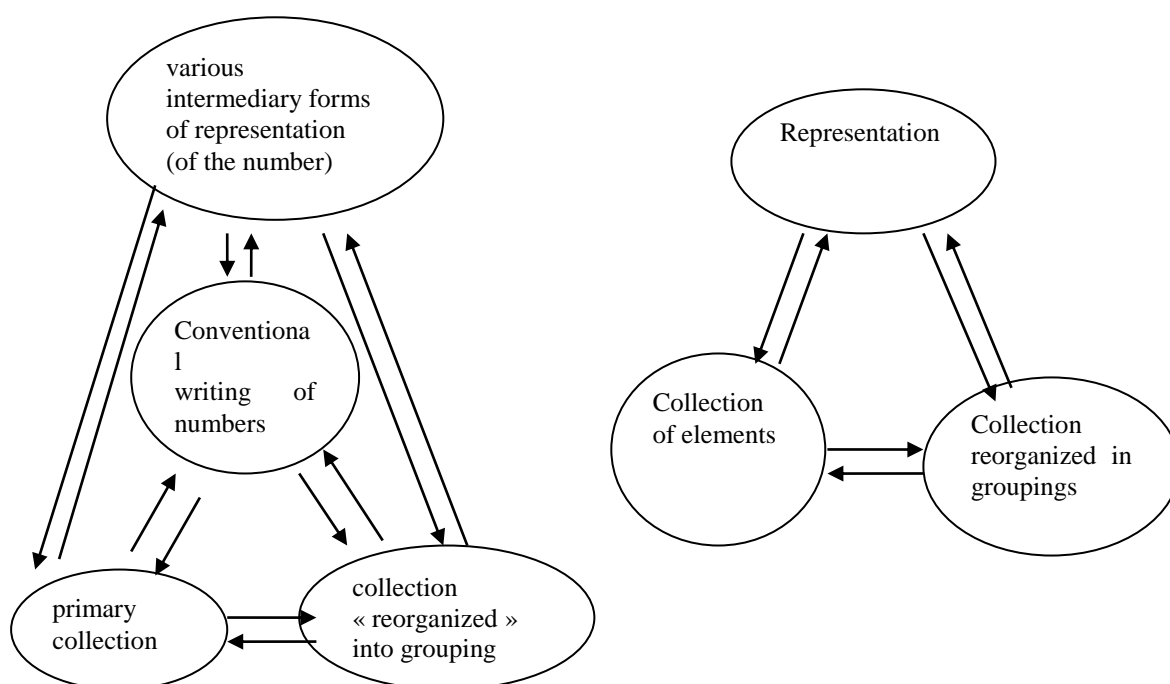 various
intermediary forms
of representation
(of the number)
Conventiona
l
writing of
numbers
primary
collection
collection
« reorganized »
into grouping
Representation
Collection
of elements
Collection
reorganized in
groupings